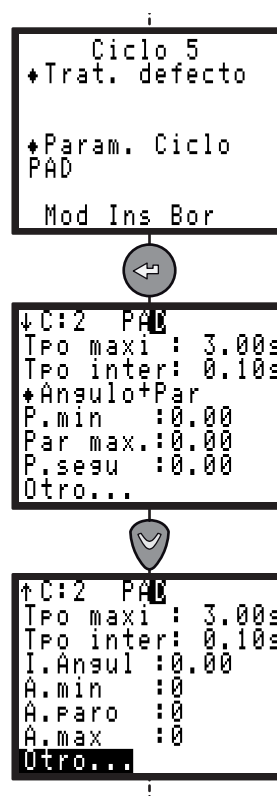 Ciclo 5
♦Trat. defecto
♦Param. Ciclo
PAD
Mod Ins Bor
↓C:2 PAD
Tpo maxi : 3.00s
Tpo inter: 0.10s
♦Angulo+Par
P.min :0.00
Par max.:0.00
P.segu :0.00
Otro...
↑C:2 PAD
Tpo maxi : 3.00s
Tpo inter: 0.10s
I.Angul :0.00
A.min :0
A.paro :0
A.max :0
Otro...